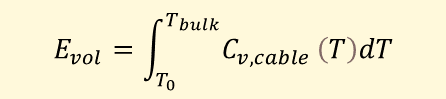 E_vol = ∫_{T_0}^{T_bulk} C_{v,cable} (T)dT